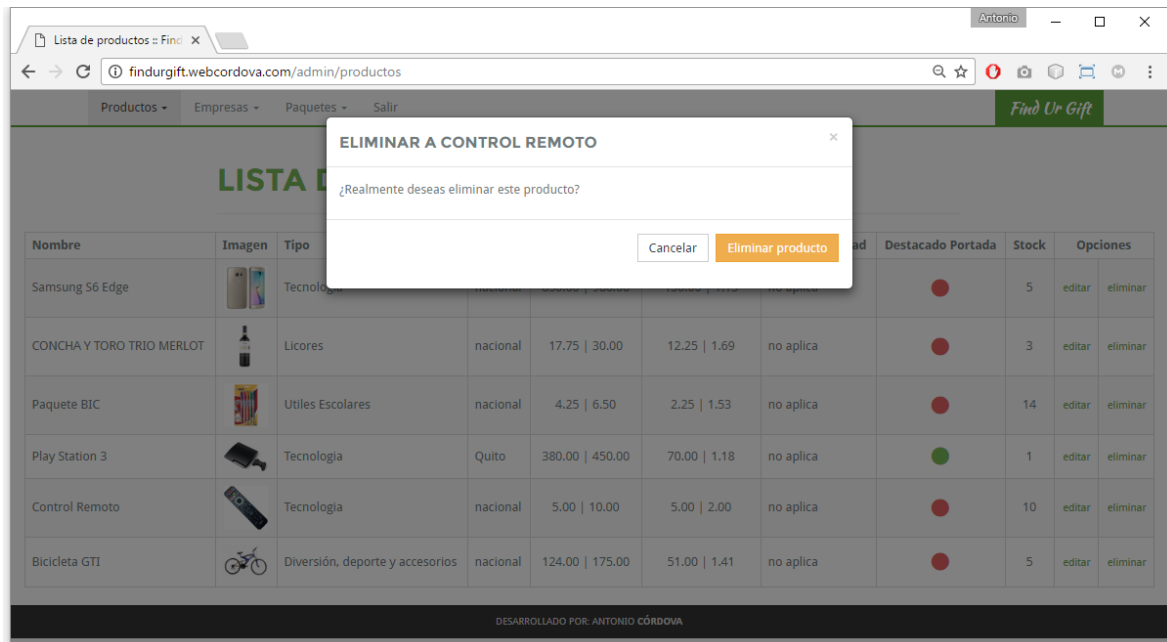 Antonio
Lista de productos :: Find
findurgift.webcordova.com/admin/productos
Productos Empresas Paquetes Salir Find Ur Gift
ELIMINAR A CONTROL REMOTO ×
LISTA
¿Realmente deseas eliminar este producto?
Cancelar Eliminar producto
Nombre Imagen Tipo ad Destacado Portada Stock Opciones
Samsung S6 Edge 5 editar eliminar
CONCHA Y TORO TRIO MERLOT Licores nacional 17.75 | 30.00 12.25 | 1.69 no aplica 3 editar eliminar
Paquete BIC Utiles Escolares nacional 4.25 | 6.50 2.25 | 1.53 no aplica 14 editar eliminar
Play Station 3 Tecnologia Quito 380.00 | 450.00 70.00 | 1.18 no aplica 1 editar eliminar
Control Remoto Tecnologia nacional 5.00 | 10.00 5.00 | 2.00 no aplica 10 editar eliminar
Bicicleta GTI Diversión, deporte y accesorios nacional 124.00 | 175.00 51.00 | 1.41 no aplica 5 editar eliminar
DESARROLLADO POR: ANTONIO CÓRDOVA